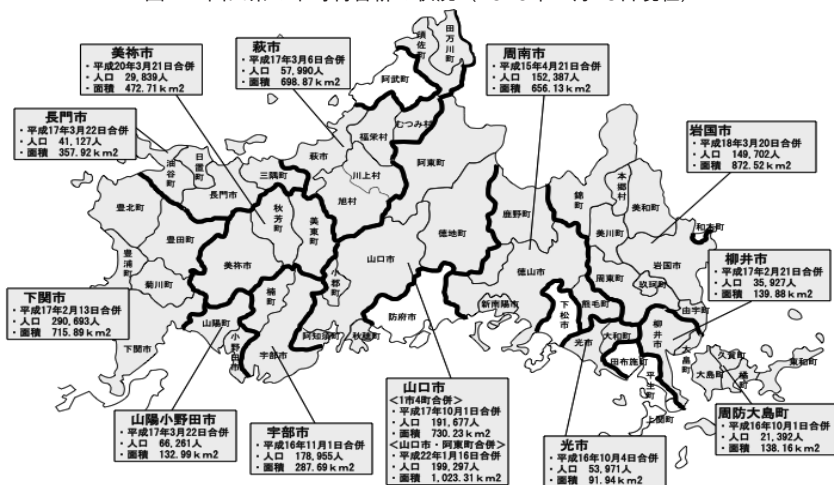 美祢市
・平成20年3月21日合併
・人口 29,839人
・面積 472.71ｋｍ2
萩市
・平成17年3月6日合併
・人口 57,990人
・面積 698.87ｋｍ2
周南市
・平成15年4月21日合併
・人口 152,387人
・面積 656.13ｋｍ2
長門市
・平成17年3月22日合併
・人口 41,127人
・面積 357.92ｋｍ2
岩国市
・平成18年3月20日合併
・人口 149,702人
・面積 872.52ｋｍ2
柳井市
・平成17年2月21日合併
・人口 35,927人
・面積 139.88ｋｍ2
下関市
・平成17年2月13日合併
・人口 290,693人
・面積 715.89ｋｍ2
山陽小野田市
・平成17年3月22日合併
・人口 66,261人
・面積 132.99ｋｍ2
宇部市
・平成16年11月1日合併
・人口 178,955人
・面積 287.69ｋｍ2
山口市
＜1市4町合併＞
・平成17年10月1日合併
・人口 191,677人
・面積 730.23ｋｍ2
＜山口市・阿東町合併＞
・平成22年1月16日合併
・人口 199,297人
・面積 1,023.31ｋｍ2
光市
・平成16年10月4日合併
・人口 53,971人
・面積 91.94ｋｍ2
周防大島町
・平成16年10月1日合併
・人口 21,392人
・面積 138.16ｋｍ2
田万川町
須佐町
阿武町
むつみ村
福栄村
萩市
川上村
旭村
阿東町
油谷町
日置町
長門市
三隅町
豊北町
豊田町
豊浦町
菊川町
下関市
秋芳町
美東町
美祢市
楠町
山陽町
小野田市
宇部市
小郡町
阿知須町
秋穂町
山口市
徳地町
防府市
鹿野町
徳山市
新南陽市
下松市
熊毛町
光市
大和町
田布施町
平生町
上関町
柳井市
大畠町
錦町
本郷村
美和町
美川町
周東町
玖珂町
岩国市
和木町
由宇町
久賀町
大島町
橘町
東和町